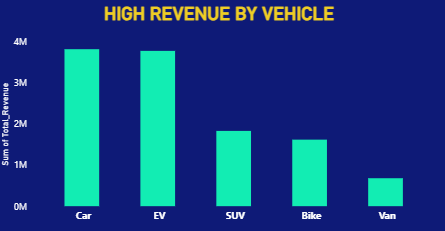 HIGH REVENUE BY VEHICLE
4M
3M
2M
1M
0M
Sum of Total_Revenue
Car
EV
SUV
Bike
Van